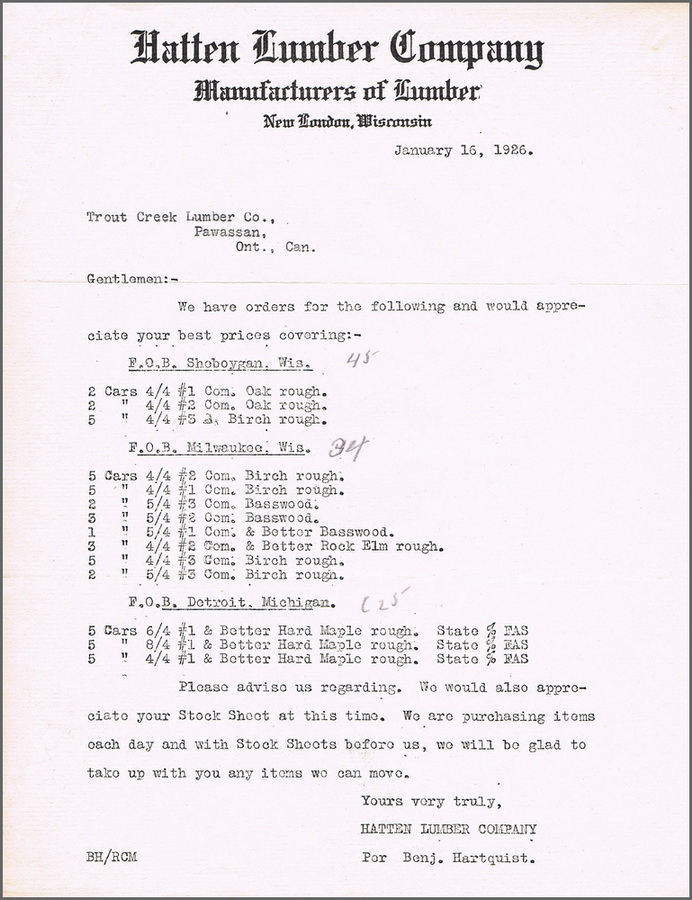 Hatten Lumber Company
Manufacturers of Lumber
New London, Wisconsin
January 16, 1926.
Trout Creek Lumber Co.,
Pawassan,
Ont., Can.
Gentlemen:-
We have orders for the following and would appre-
ciate your best prices covering:-
F.O.B. Sheboygan, Wis. 45
2 Cars 4/4 #1 Com. Oak rough.
2 " 4/4 #2 Com. Oak rough.
5 " 4/4 #3 Birch rough.
F.O.B. Milwaukee, Wis. 34
5 Cars 4/4 #2 Com. Birch rough.
5 " 4/4 #1 Com. Birch rough.
2 " 5/4 #3 Com. Basswood.
3 " 5/4 #2 Com. Basswood.
1 " 5/4 #1 Com. & Better Basswood.
3 " 4/4 #2 Com. & Better Rock Elm rough.
5 " 4/4 #3 Com. Birch rough.
2 " 5/4 #3 Com. Birch rough.
F.O.B. Detroit, Michigan. 25
5 Cars 6/4 #1 & Better Hard Maple rough. State % FAS
5 " 8/4 #1 & Better Hard Maple rough. State % FAS
5 " 4/4 #1 & Better Hard Maple rough. State % FAS
Please advise us regarding. We would also appre-
ciate your Stock Sheet at this time. We are purchasing items
each day and with Stock Sheets before us, we will be glad to
take up with you any items we can move.
Yours very truly,
HATTEN LUMBER COMPANY
BH/RCM Per Benj. Hartquist.